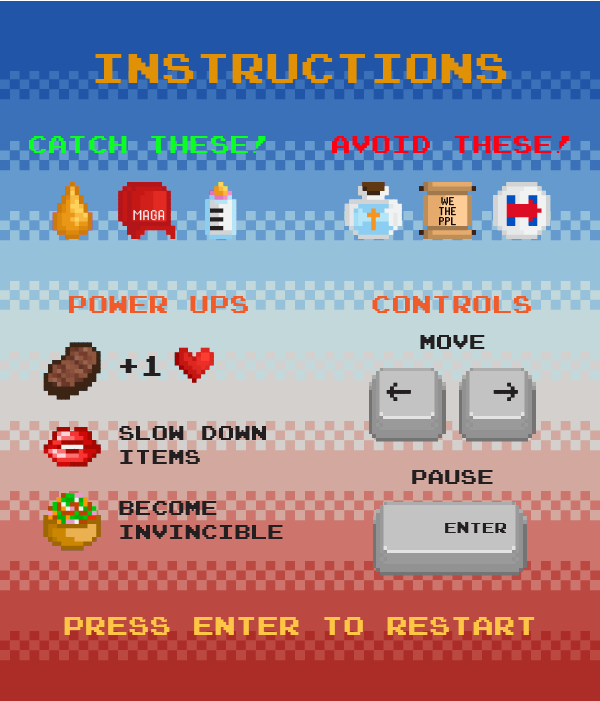 INSTRUCTIONS
CATCH THESE!
AVOID THESE!
MAGA
WE
THE
PPL
H
POWER UPS
+1
SLOW DOWN
ITEMS
BECOME
INVINCIBLE
CONTROLS
MOVE
← →
PAUSE
ENTER
PRESS ENTER TO RESTART